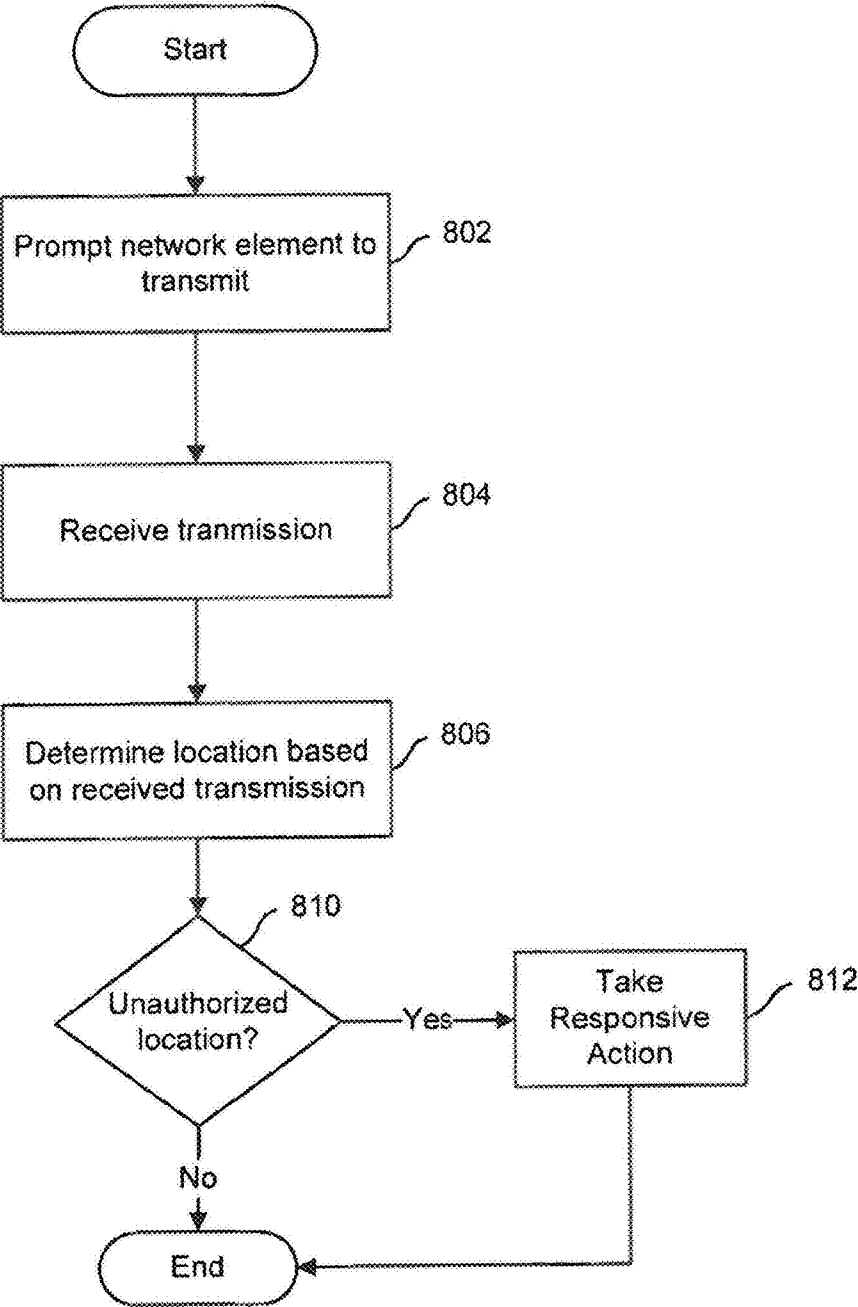 Start
Prompt network element to
transmit
802
Receive tranmission
804
Determine location based
on received transmission
806
810
Unauthorized
location?
Yes
Take
Responsive
Action
812
No
End